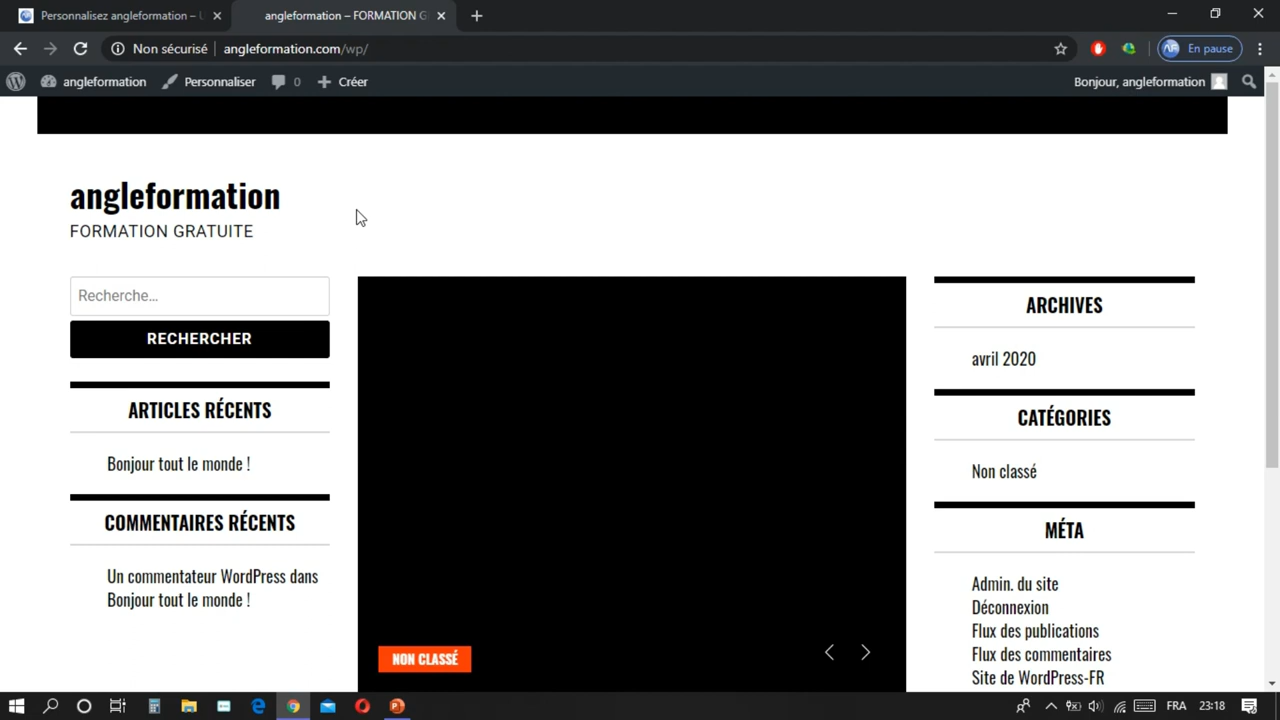 Personnalisez angleformation –
angleformation – FORMATION G
Non sécurisé
angleformation.com/wp/
En pause
angleformation
Personnaliser
0
Créer
Bonjour, angleformation
angleformation
FORMATION GRATUITE
Recherche…
RECHERCHER
ARTICLES RÉCENTS
Bonjour tout le monde !
COMMENTAIRES RÉCENTS
Un commentateur WordPress dans
Bonjour tout le monde !
NON CLASSÉ
ARCHIVES
avril 2020
CATÉGORIES
Non classé
MÉTA
Admin. du site
Déconnexion
Flux des publications
Flux des commentaires
Site de WordPress-FR
FRA
23:18